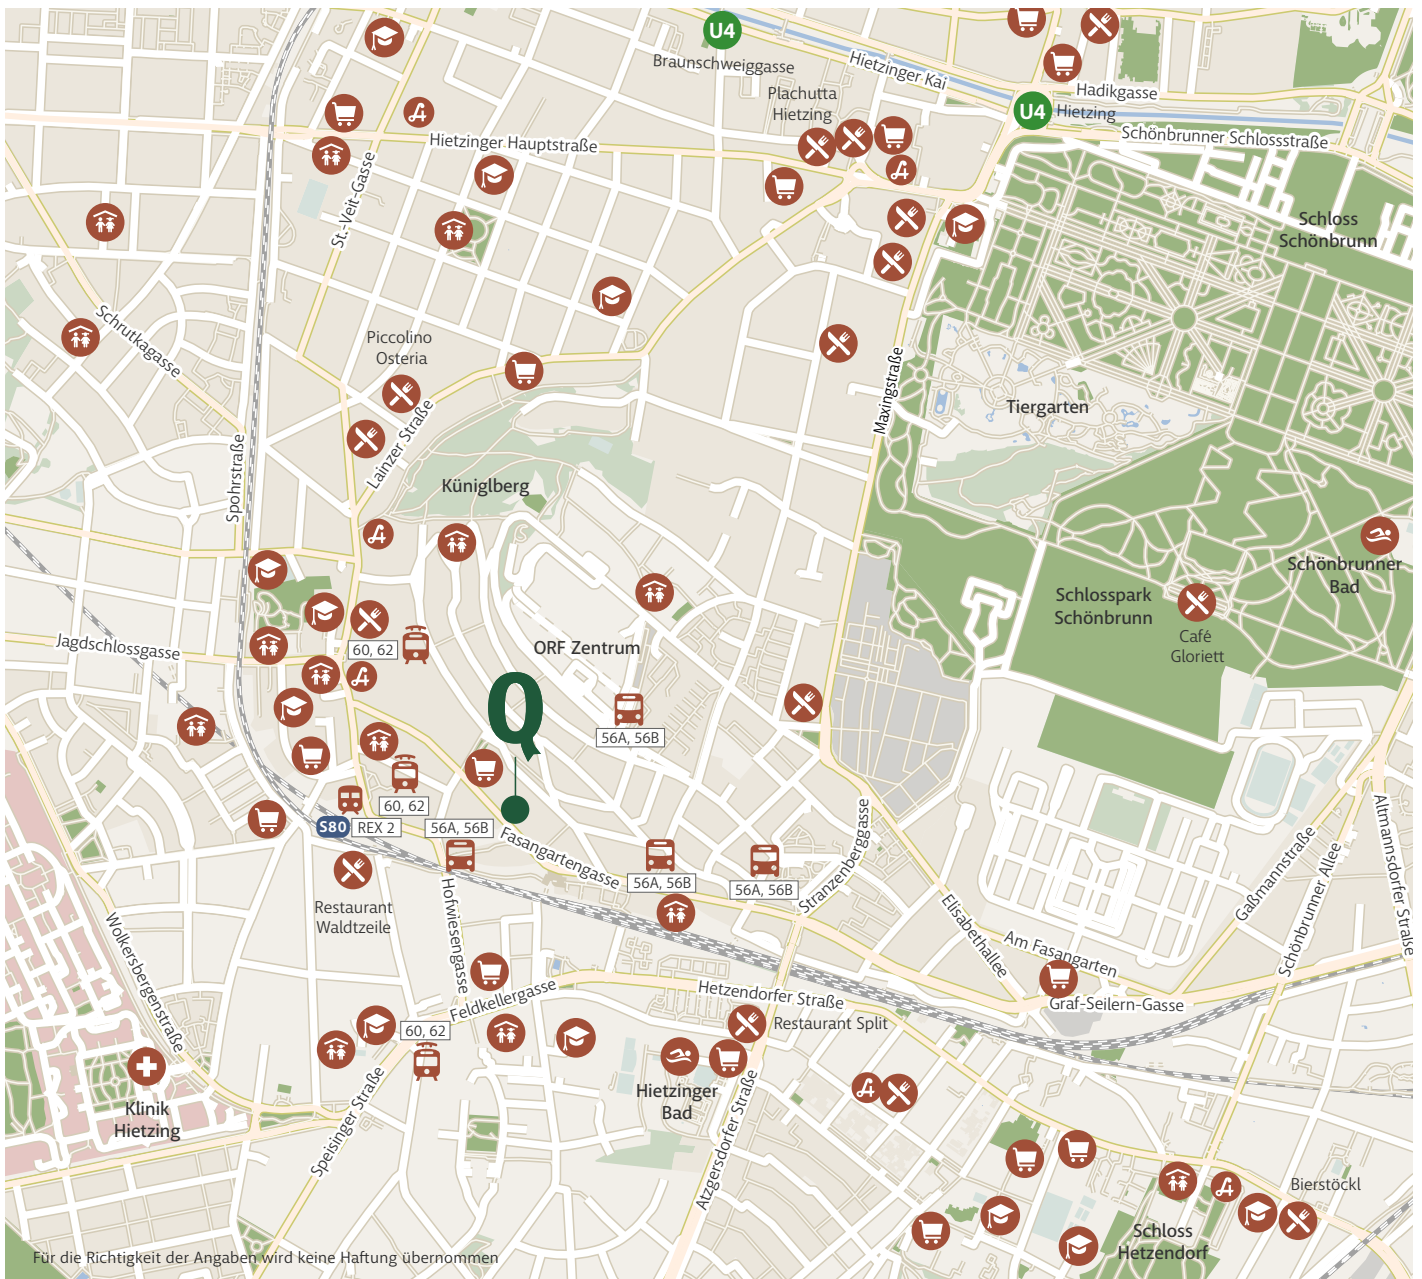 U4
Braunschweiggasse
Hietzinger Kai
Plachutta
Hietzing
Hadikgasse
U4
Hietzing
Schönbrunner Schlossstraße
Hietzinger Hauptstraße
St.-Veit-Gasse
Schloss
Schönbrunn
Schrutkagasse
Piccolino
Osteria
Maxingstraße
Tiergarten
Lainzer Straße
Spohrstraße
Küniglberg
Schönbrunner
Bad
Schlosspark
Schönbrunn
Café
Gloriett
Jagdschlossgasse
60, 62
ORF Zentrum
Q
56A, 56B
60, 62
S80
REX 2
56A, 56B
Fasangartengasse
56A, 56B
56A, 56B
Stranzenberggasse
Altmannsdorfer Straße
Gaßmannstraße
Schönbrunner Allee
Restaurant
Waldtzeile
Hofwiesengasse
Wolkersbergenstraße
Elisabethallee
Am Fasangarten
Graf-Seilern-Gasse
Feldkellergasse
Hetzendorfer Straße
Restaurant Split
60, 62
Hietzinger
Bad
Klinik
Hietzing
Speisinger Straße
Atzgersdorfer Straße
Bierstöckl
Schloss
Hetzendorf
Für die Richtigkeit der Angaben wird keine Haftung übernommen